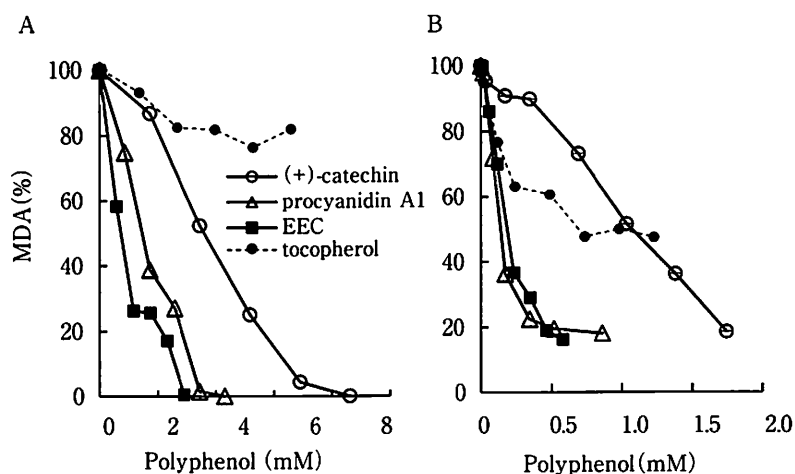 A
MDA (%)
100
80
60
40
20
0
0 2 4 6 8
Polyphenol (mM)
(+)-catechin
procyanidin A1
EEC
tocopherol
B
100
80
60
40
20
0
0 0.5 1.0 1.5 2.0
Polyphenol (mM)